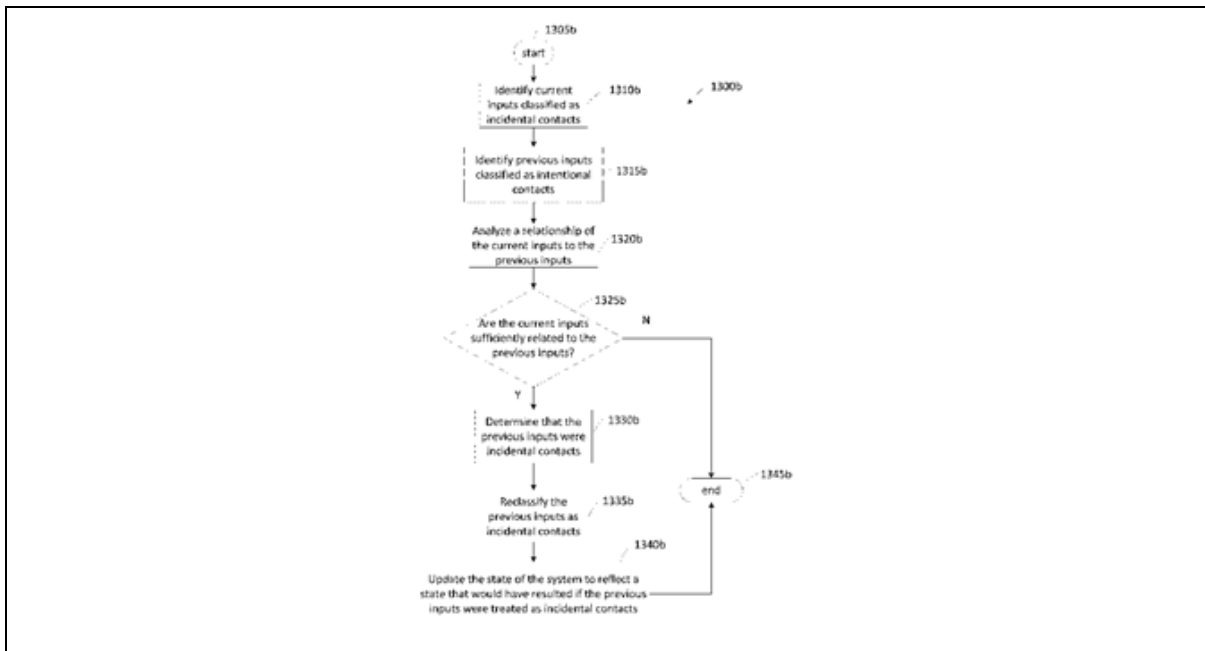 1305b
start
Identify current
inputs classified as
incidental contacts
1310b
1300b
Identify previous inputs
classified as intentional
contacts
1315b
Analyze a relationship of
the current inputs to the
previous inputs
1320b
1325b
Are the current inputs
sufficiently related to the
previous inputs?
N
Y
Determine that the
previous inputs were
incidental contacts
1330b
end
1345b
Reclassify the
previous inputs as
incidental contacts
1335b
1340b
Update the state of the system to reflect a
state that would have resulted if the previous
inputs were treated as incidental contacts